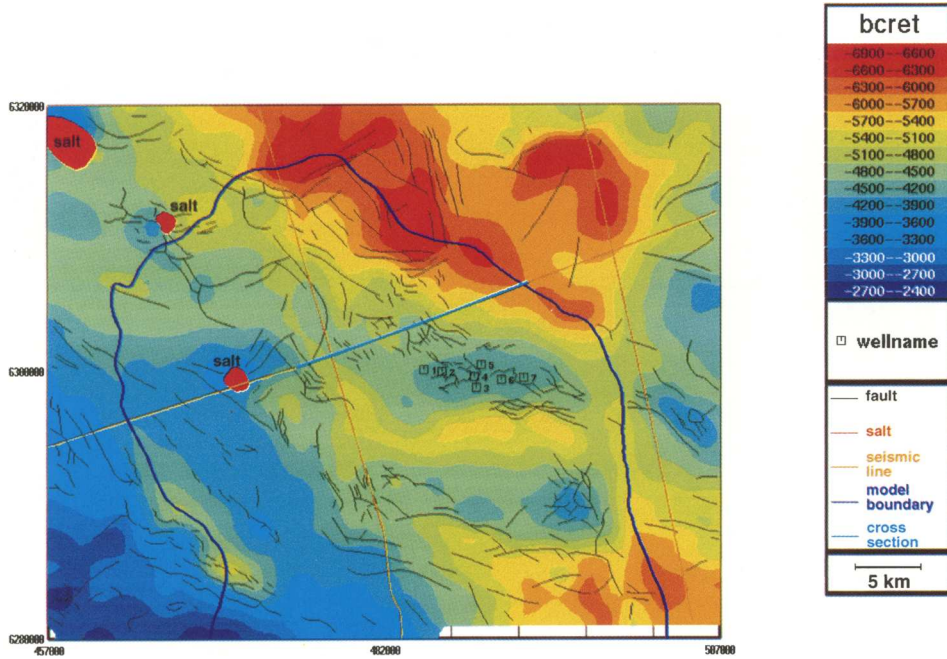 bcret
-6900--6600
-6600--6300
-6300--6000
-6000--5700
-5700--5400
-5400--5100
-5100--4800
-4800--4500
-4500--4200
-4200--3900
-3900--3600
-3600--3300
-3300--3000
-3000--2700
-2700--2400
wellname
fault
salt
seismic
line
model
boundary
cross
section
5 km
6320000
salt
salt
6300000
salt
1
2
5
4
3
6
7
6280000
457000
482000
507000